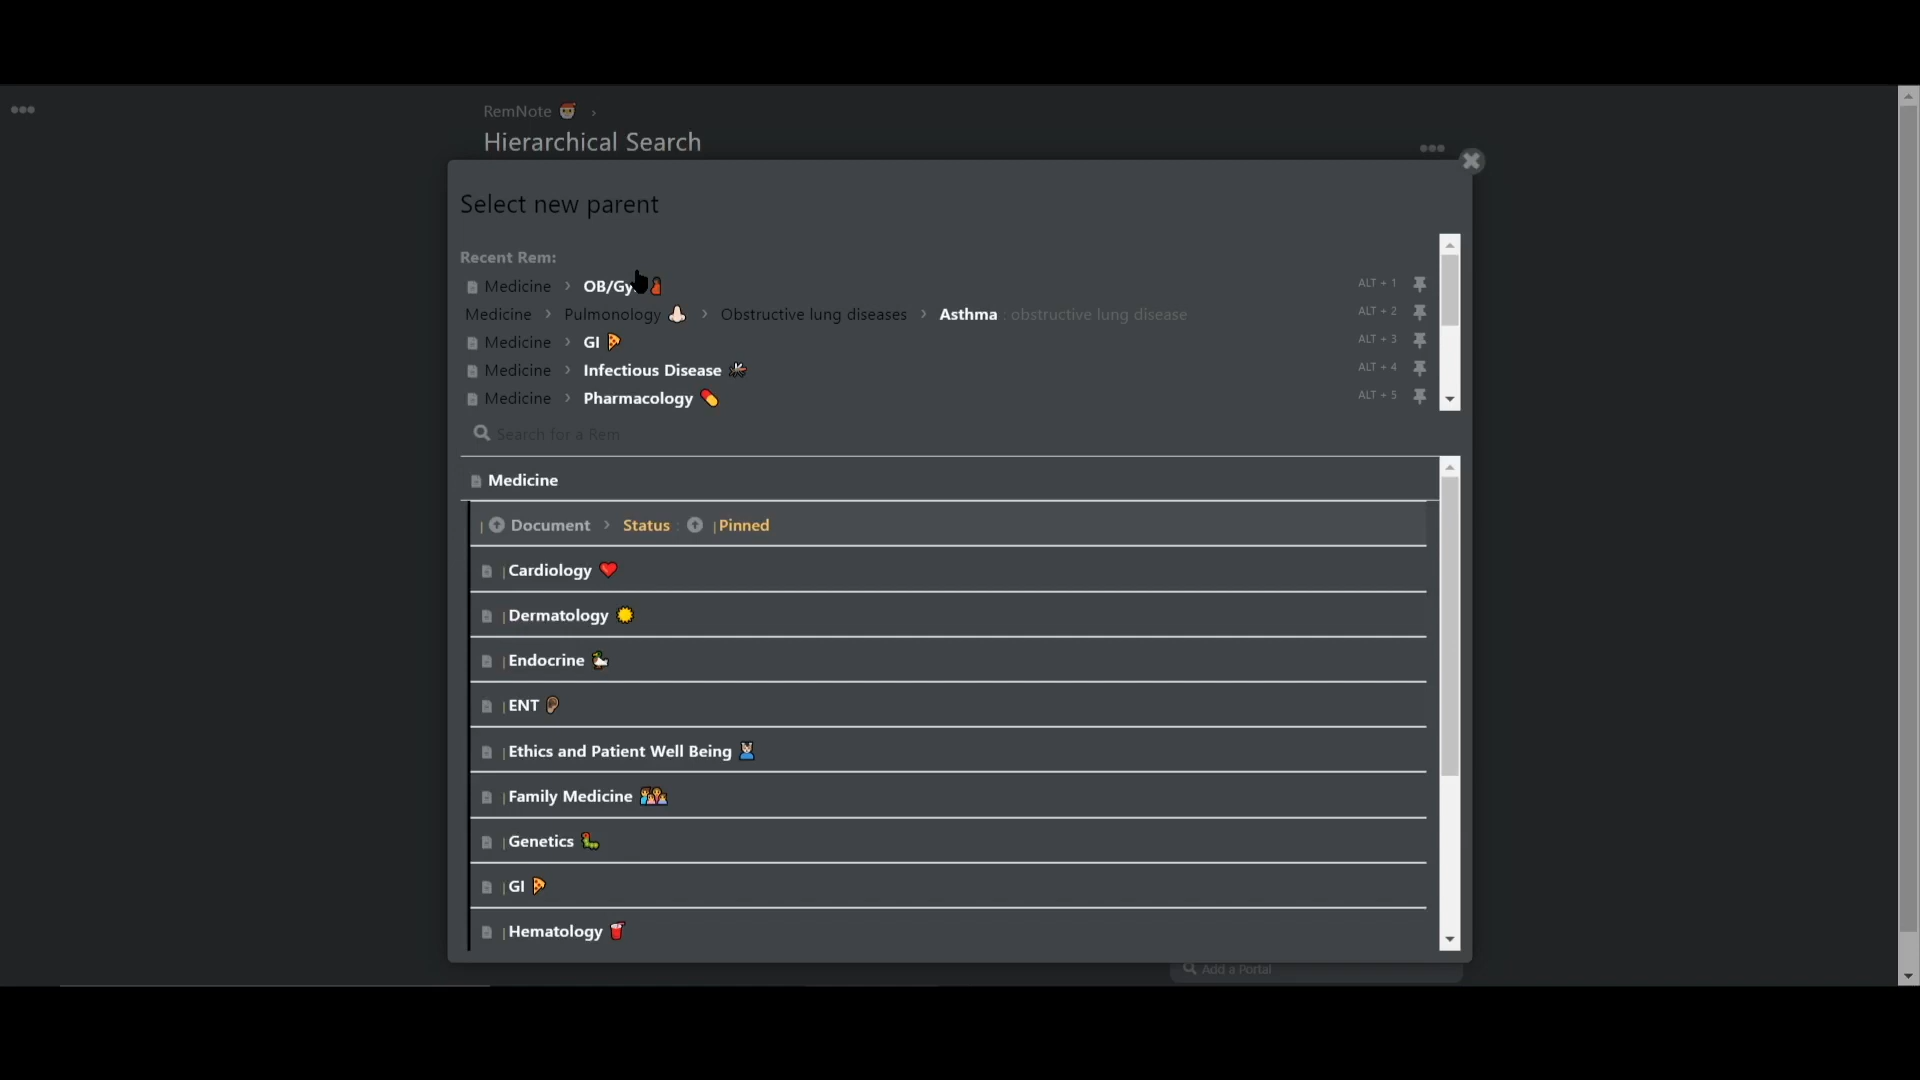 RemNote 🎅 ›
Hierarchical Search
Select new parent
Recent Rem:
Medicine › OB/Gy
ALT + 1
Medicine › Pulmonology 👃 › Obstructive lung diseases › Asthma : obstructive lung disease
ALT + 2
Medicine › GI 🍕
ALT + 3
Medicine › Infectious Disease
ALT + 4
Medicine › Pharmacology 💊
ALT + 5
Search for a Rem
Medicine
Document › Status : Pinned
Cardiology ❤️
Dermatology
Endocrine 🦆
ENT 👂
Ethics and Patient Well Being
Family Medicine
Genetics 🐛
GI 🍕
Hematology 🥤
Add a Portal